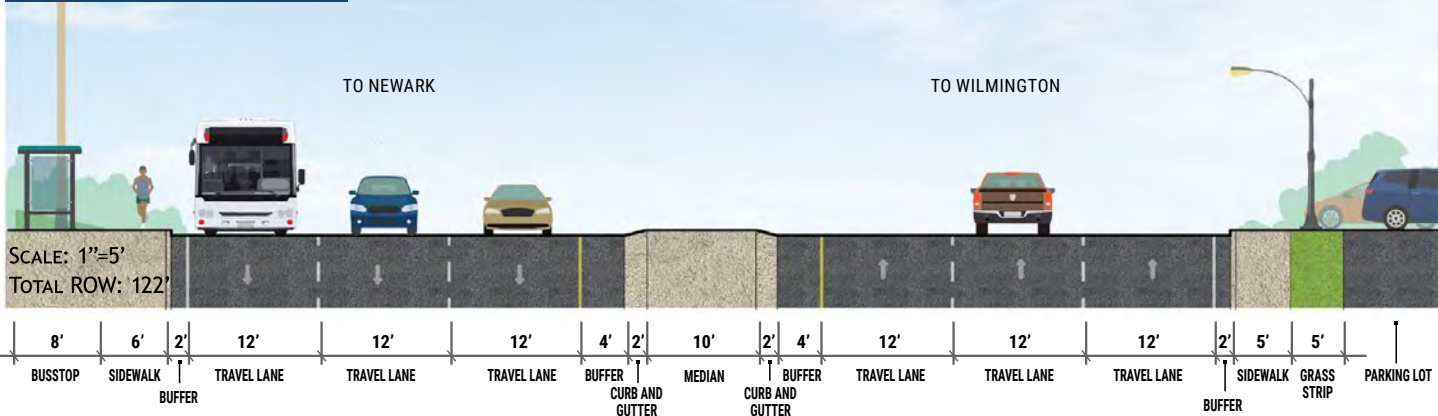 TO NEWARK
TO WILMINGTON
SCALE: 1”=5’
TOTAL ROW: 122’
8’ 6’ 2’ 12’ 12’ 12’ 4’ 2’ 10’ 2’ 4’ 12’ 12’ 12’ 2’ 5’ 5’
BUSSTOP SIDEWALK TRAVEL LANE TRAVEL LANE TRAVEL LANE BUFFER MEDIAN BUFFER TRAVEL LANE TRAVEL LANE TRAVEL LANE SIDEWALK GRASS PARKING LOT
STRIP
BUFFER CURB AND CURB AND BUFFER
GUTTER GUTTER